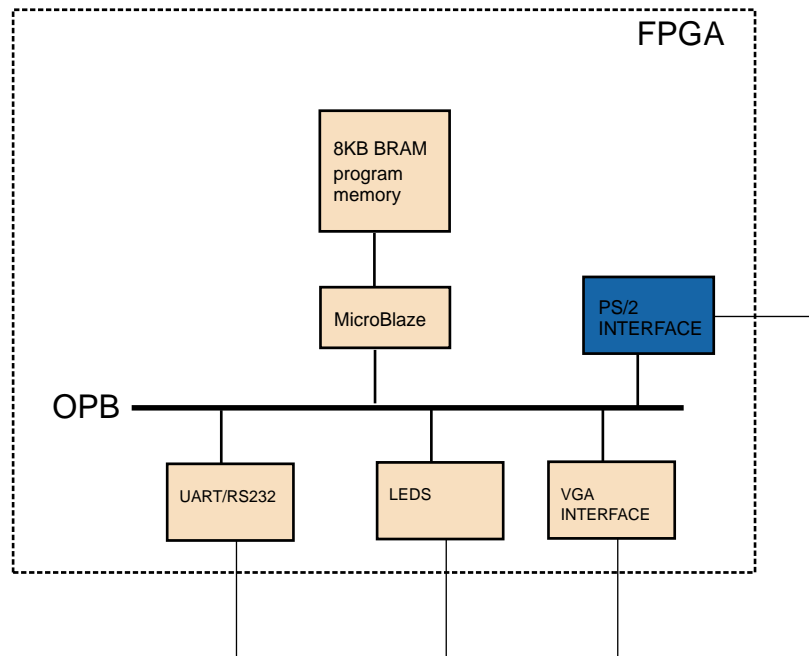 FPGA
8KB BRAM
program
memory
MicroBlaze
PS/2
INTERFACE
OPB
UART/RS232
LEDS
VGA
INTERFACE